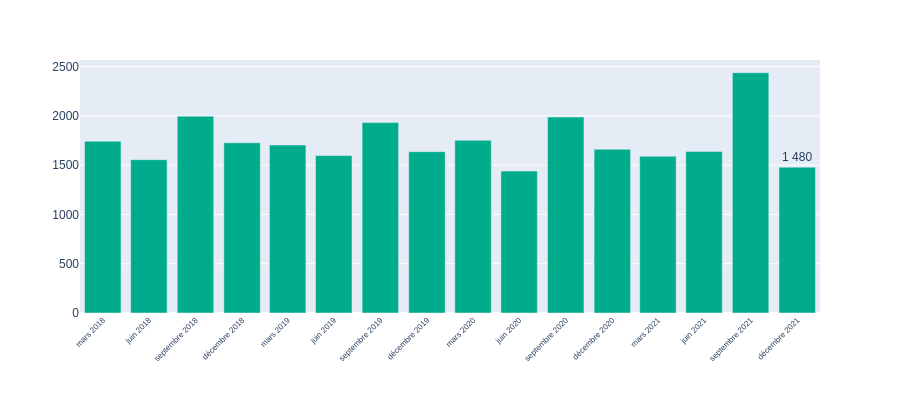 2500
2000
1500
1000
500
0
1 480
mars 2018
juin 2018
septembre 2018
décembre 2018
mars 2019
juin 2019
septembre 2019
décembre 2019
mars 2020
juin 2020
septembre 2020
décembre 2020
mars 2021
juin 2021
septembre 2021
décembre 2021